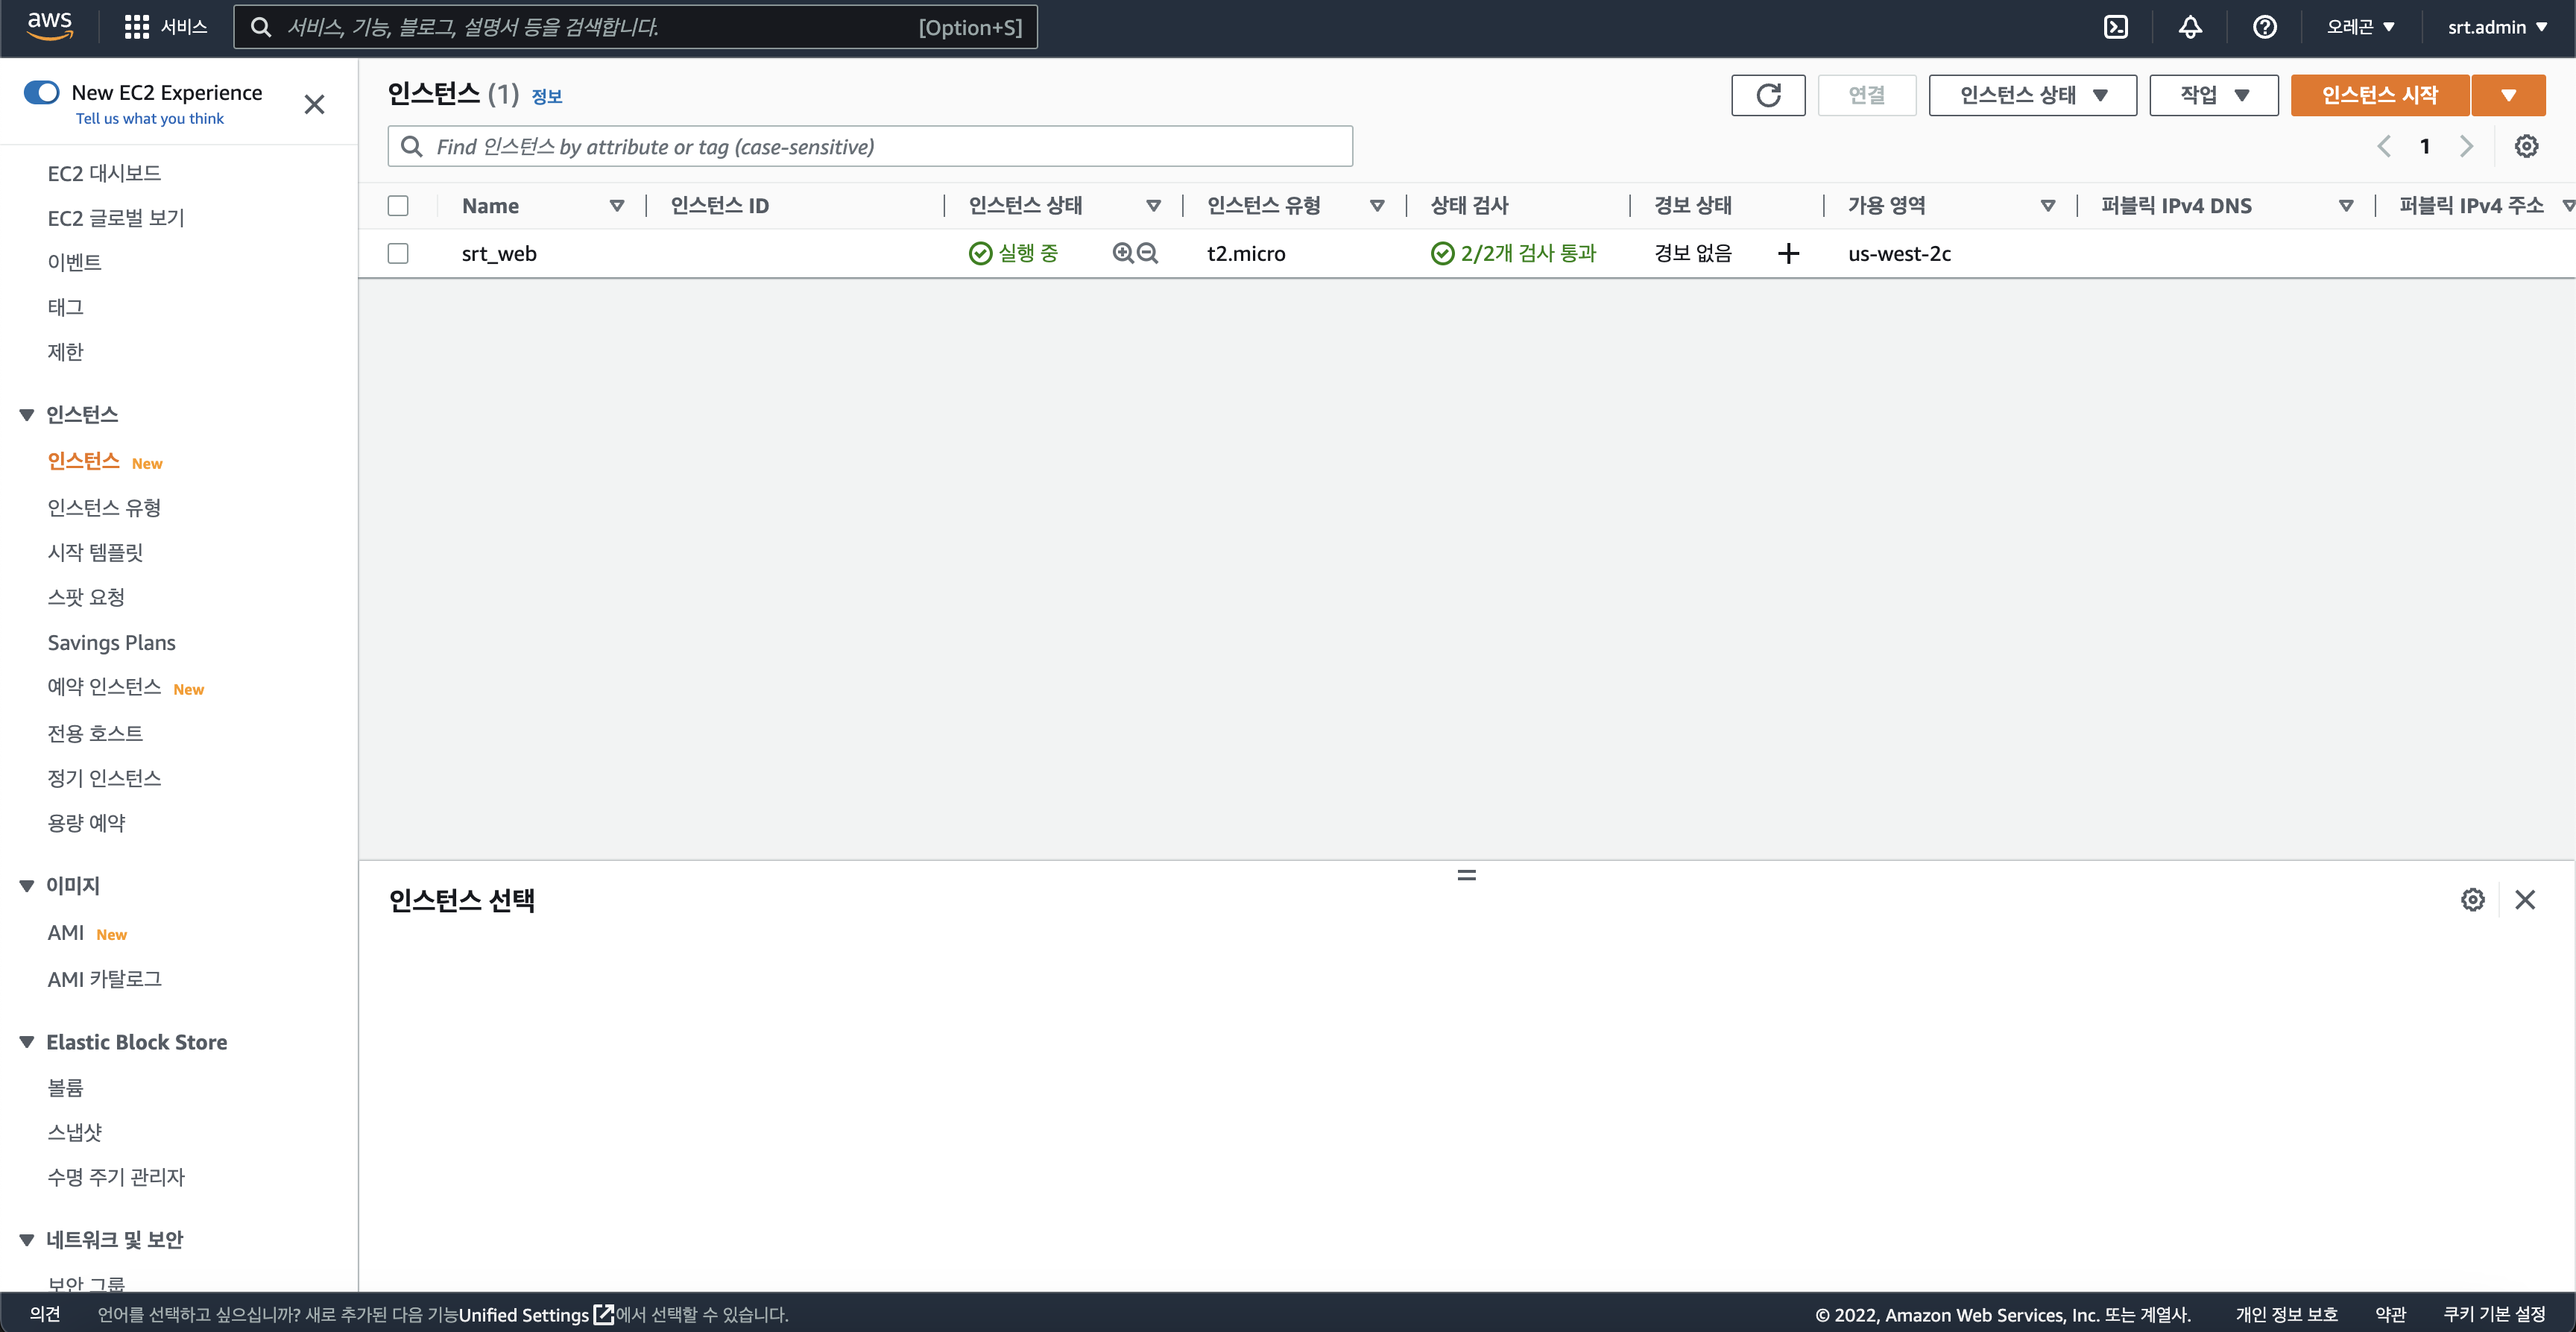 aws
서비스
서비스, 기능, 블로그, 설명서 등을 검색합니다.
[Option+S]
오레곤
srt.admin
New EC2 Experience
Tell us what you think
EC2 대시보드
EC2 글로벌 보기
이벤트
태그
제한
인스턴스
인스턴스 New
인스턴스 유형
시작 템플릿
스팟 요청
Savings Plans
예약 인스턴스 New
전용 호스트
정기 인스턴스
용량 예약
이미지
AMI New
AMI 카탈로그
Elastic Block Store
볼륨
스냅샷
수명 주기 관리자
네트워크 및 보안
보안 그룹
인스턴스 (1) 정보
연결
인스턴스 상태
작업
인스턴스 시작
Find 인스턴스 by attribute or tag (case-sensitive)
1
Name 인스턴스 ID 인스턴스 상태 인스턴스 유형 상태 검사 경보 상태 가용 영역 퍼블릭 IPv4 DNS 퍼블릭 IPv4 주소
srt_web 실행 중 t2.micro 2/2개 검사 통과 경보 없음 us-west-2c
인스턴스 선택
의견
언어를 선택하고 싶으십니까? 새로 추가된 다음 기능Unified Settings에서 선택할 수 있습니다.
© 2022, Amazon Web Services, Inc. 또는 계열사.
개인 정보 보호
약관
쿠키 기본 설정